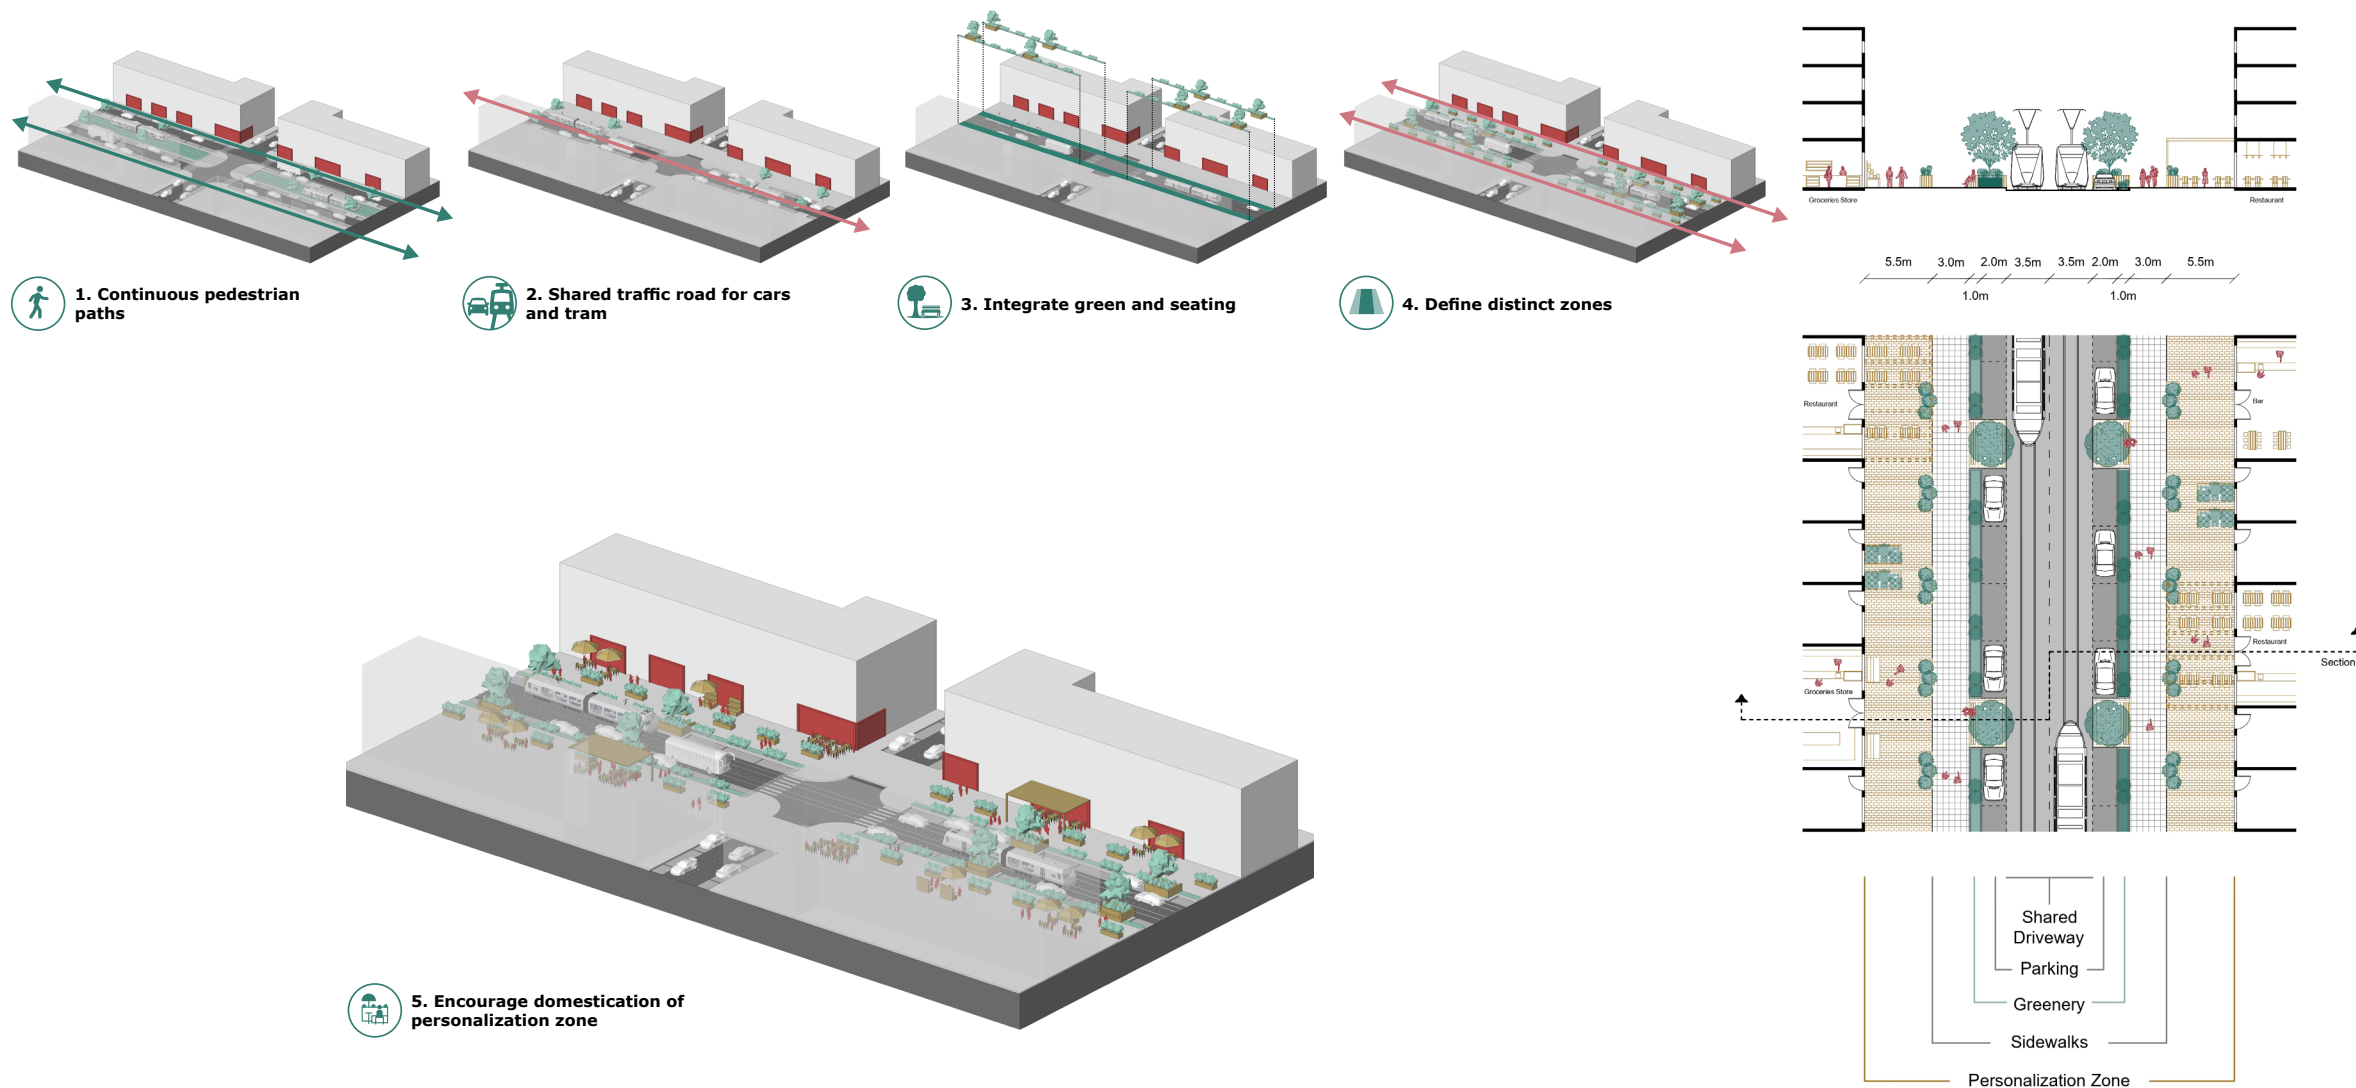 1. Continuous pedestrian
paths
2. Shared traffic road for cars
and tram
3. Integrate green and seating
4. Define distinct zones
5. Encourage domestication of
personalization zone
Groceries Store
Restaurant
5.5m 3.0m 2.0m 3.5m 3.5m 2.0m 3.0m 5.5m
1.0m 1.0m
Restaurant
Bar
Restaurant
Section
Groceries Store
Shared
Driveway
Parking
Greenery
Sidewalks
Personalization Zone